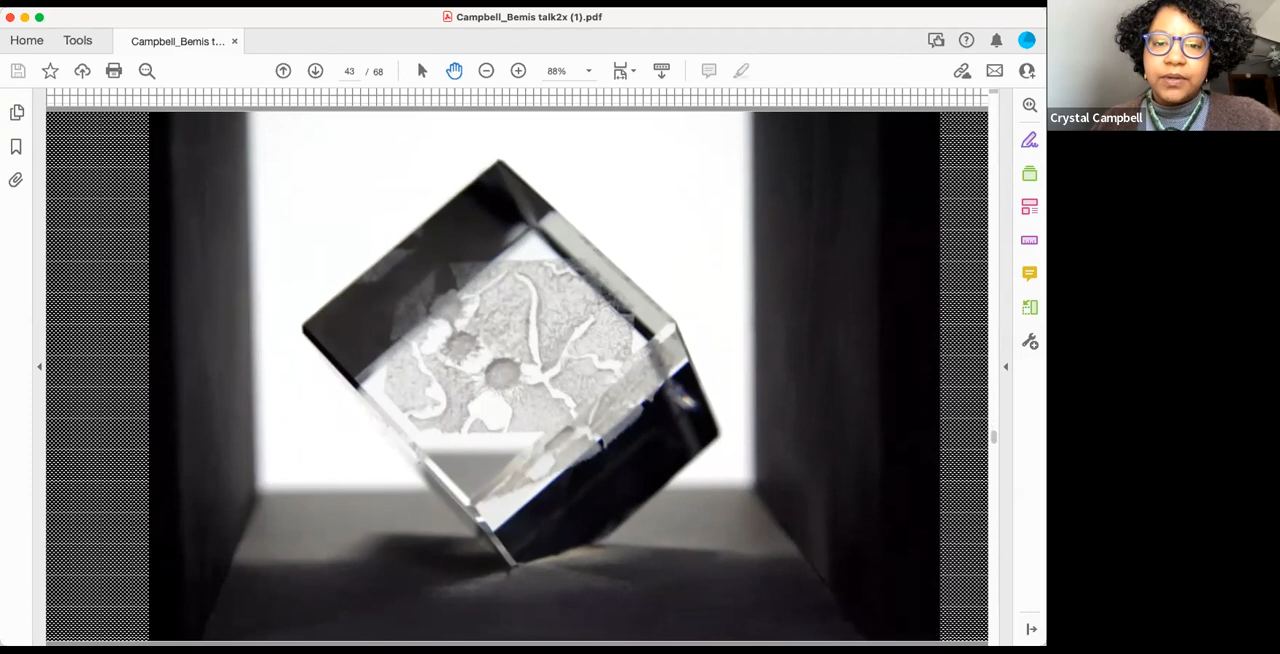 Campbell_Bemis talk2x (1).pdf
Home Tools Campbell_Bemis t... ×
43 / 68 88%
Crystal Campbell